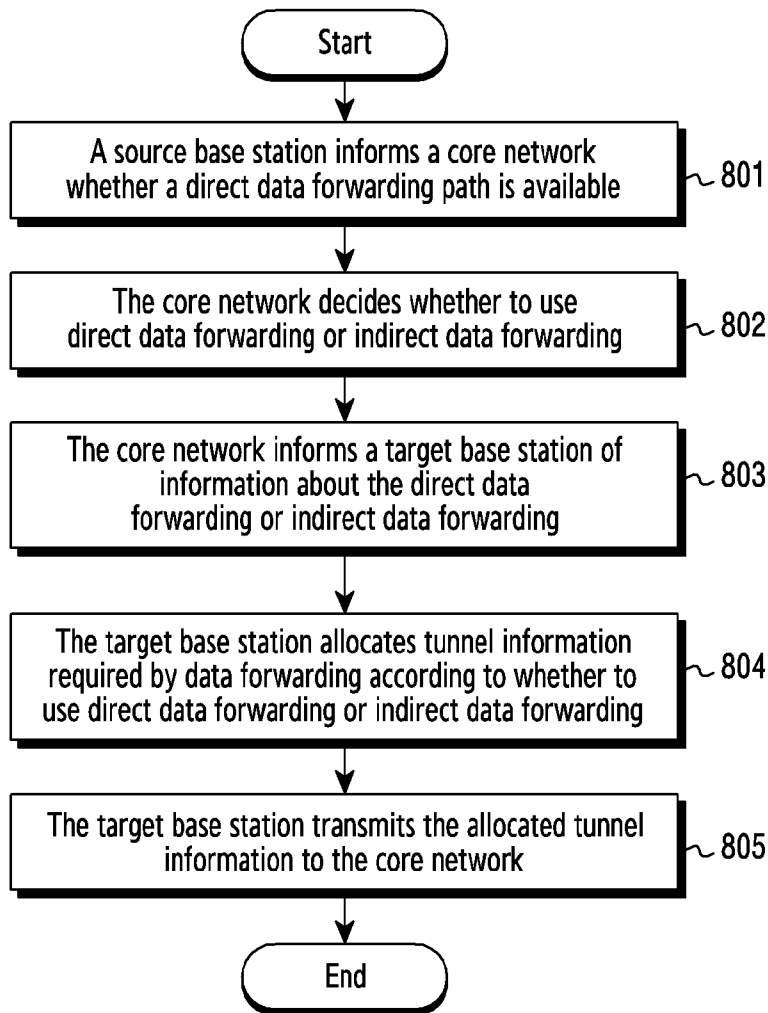 Start
A source base station informs a core network
whether a direct data forwarding path is available
801
The core network decides whether to use
direct data forwarding or indirect data forwarding
802
The core network informs a target base station of
information about the direct data
forwarding or indirect data forwarding
803
The target base station allocates tunnel information
required by data forwarding according to whether to
use direct data forwarding or indirect data forwarding
804
The target base station transmits the allocated tunnel
information to the core network
805
End